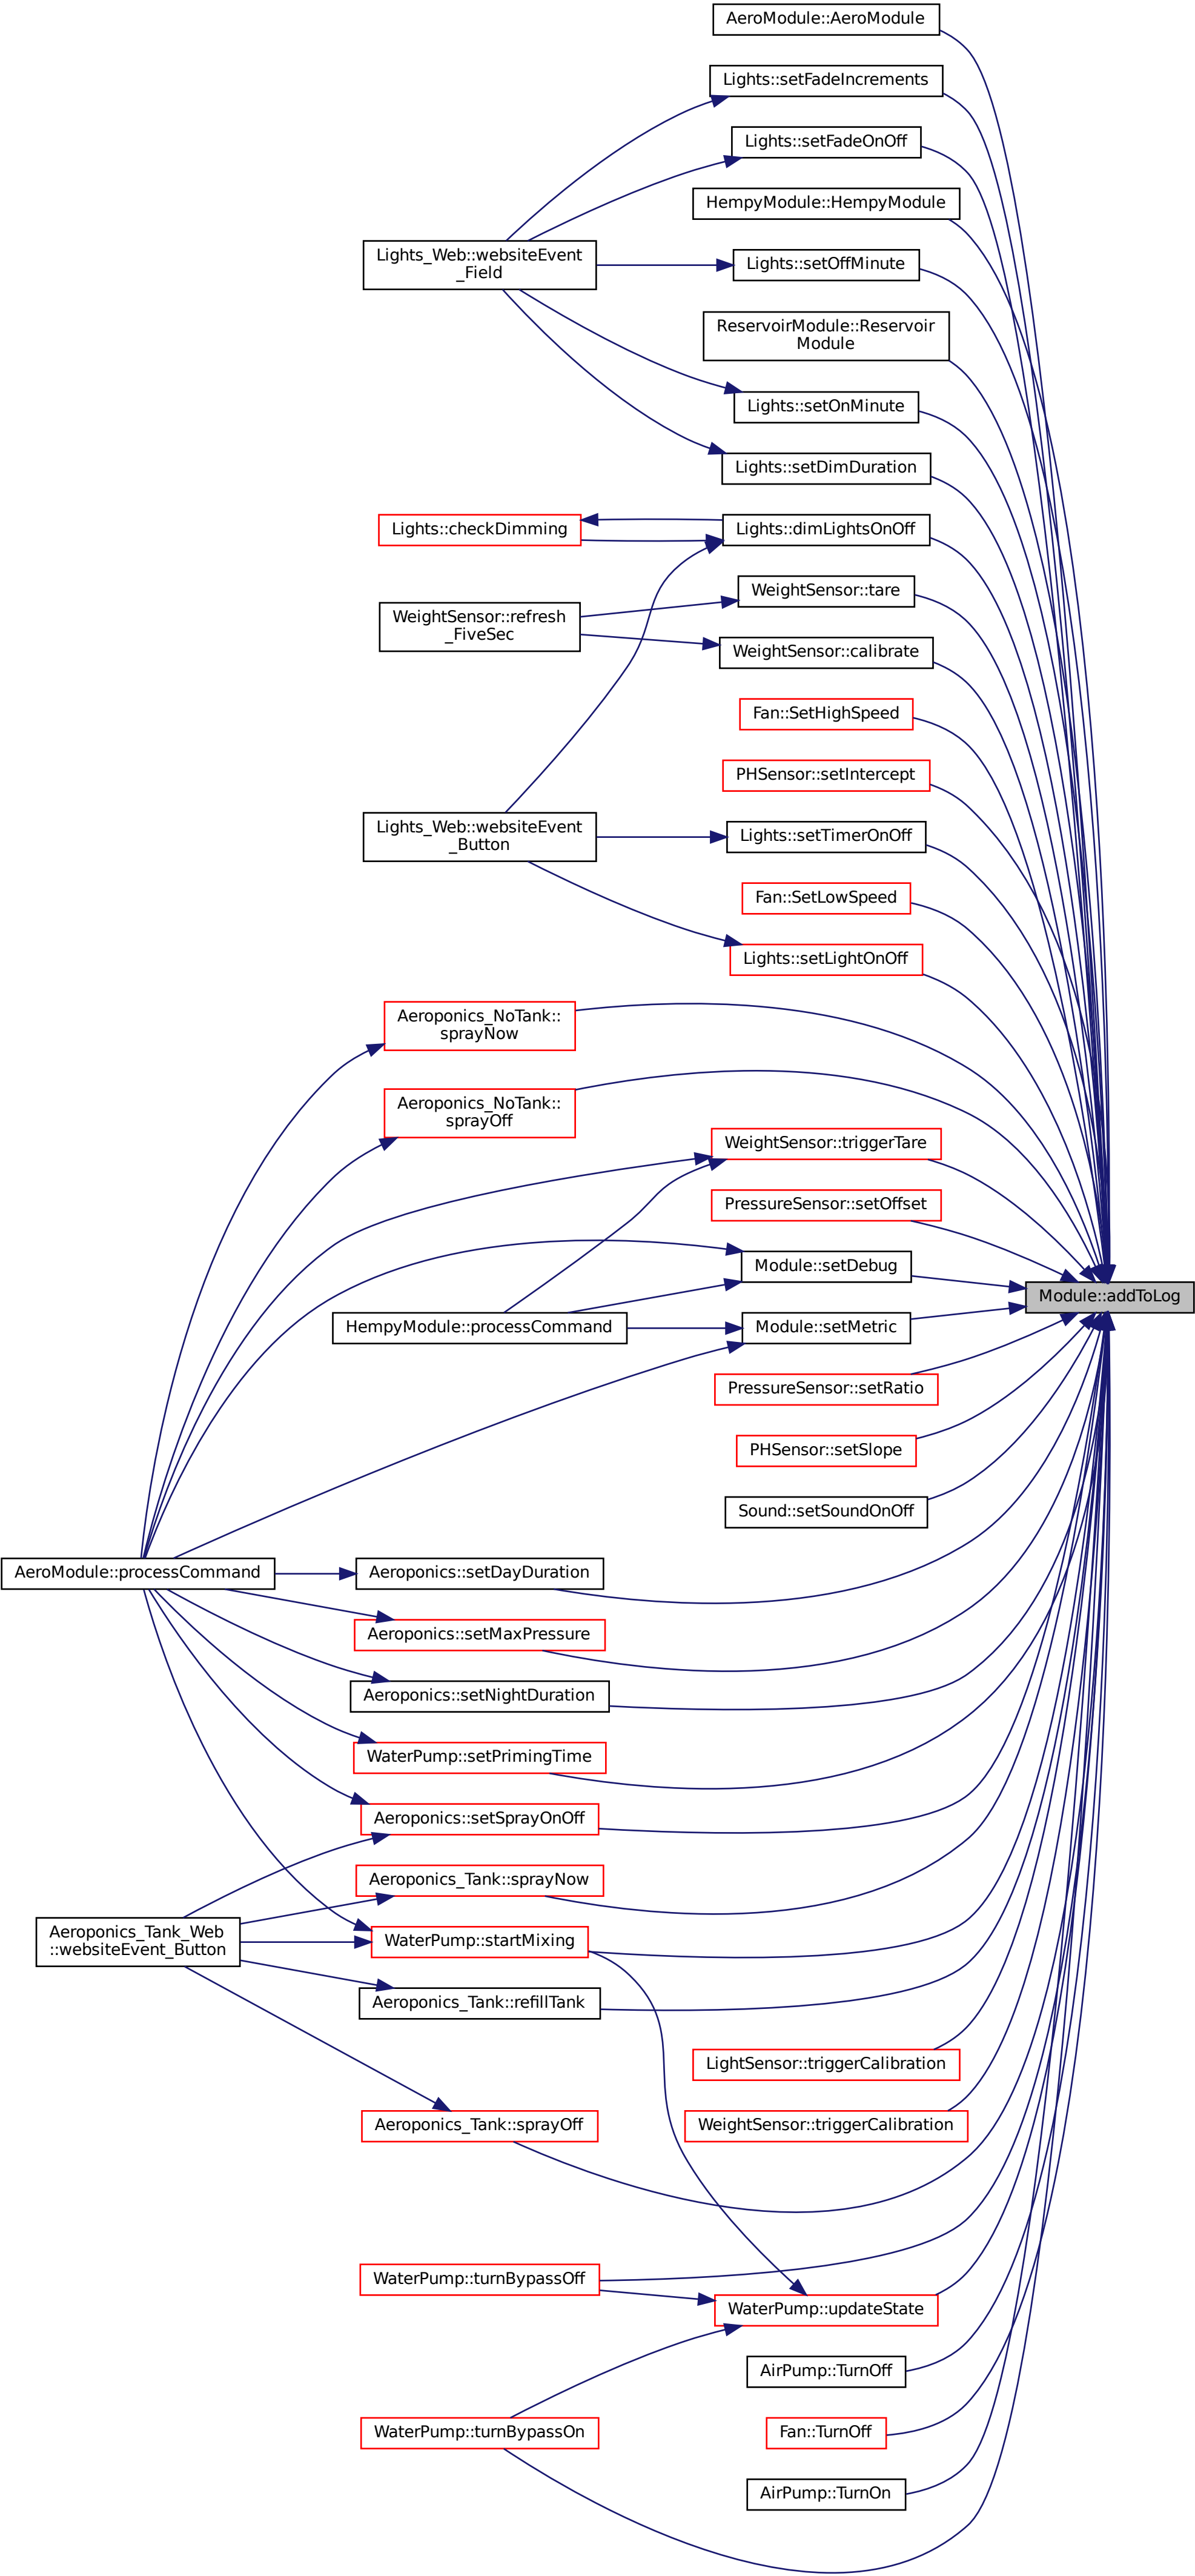 AeroModule::AeroModule
Lights::setFadeIncrements
Lights::setFadeOnOff
HempyModule::HempyModule
Lights_Web::websiteEvent
_Field
Lights::setOffMinute
ReservoirModule::Reservoir
Module
Lights::setOnMinute
Lights::setDimDuration
Lights::checkDimming
Lights::dimLightsOnOff
WeightSensor::tare
WeightSensor::refresh
_FiveSec
WeightSensor::calibrate
Fan::SetHighSpeed
PHSensor::setIntercept
Lights_Web::websiteEvent
_Button
Lights::setTimerOnOff
Fan::SetLowSpeed
Lights::setLightOnOff
Aeroponics_NoTank::
sprayNow
Aeroponics_NoTank::
sprayOff
WeightSensor::triggerTare
PressureSensor::setOffset
Module::setDebug
Module::addToLog
HempyModule::processCommand
Module::setMetric
PressureSensor::setRatio
PHSensor::setSlope
Sound::setSoundOnOff
AeroModule::processCommand
Aeroponics::setDayDuration
Aeroponics::setMaxPressure
Aeroponics::setNightDuration
WaterPump::setPrimingTime
Aeroponics::setSprayOnOff
Aeroponics_Tank::sprayNow
Aeroponics_Tank_Web
::websiteEvent_Button
WaterPump::startMixing
Aeroponics_Tank::refillTank
LightSensor::triggerCalibration
WeightSensor::triggerCalibration
Aeroponics_Tank::sprayOff
WaterPump::turnBypassOff
WaterPump::updateState
AirPump::TurnOff
WaterPump::turnBypassOn
Fan::TurnOff
AirPump::TurnOn